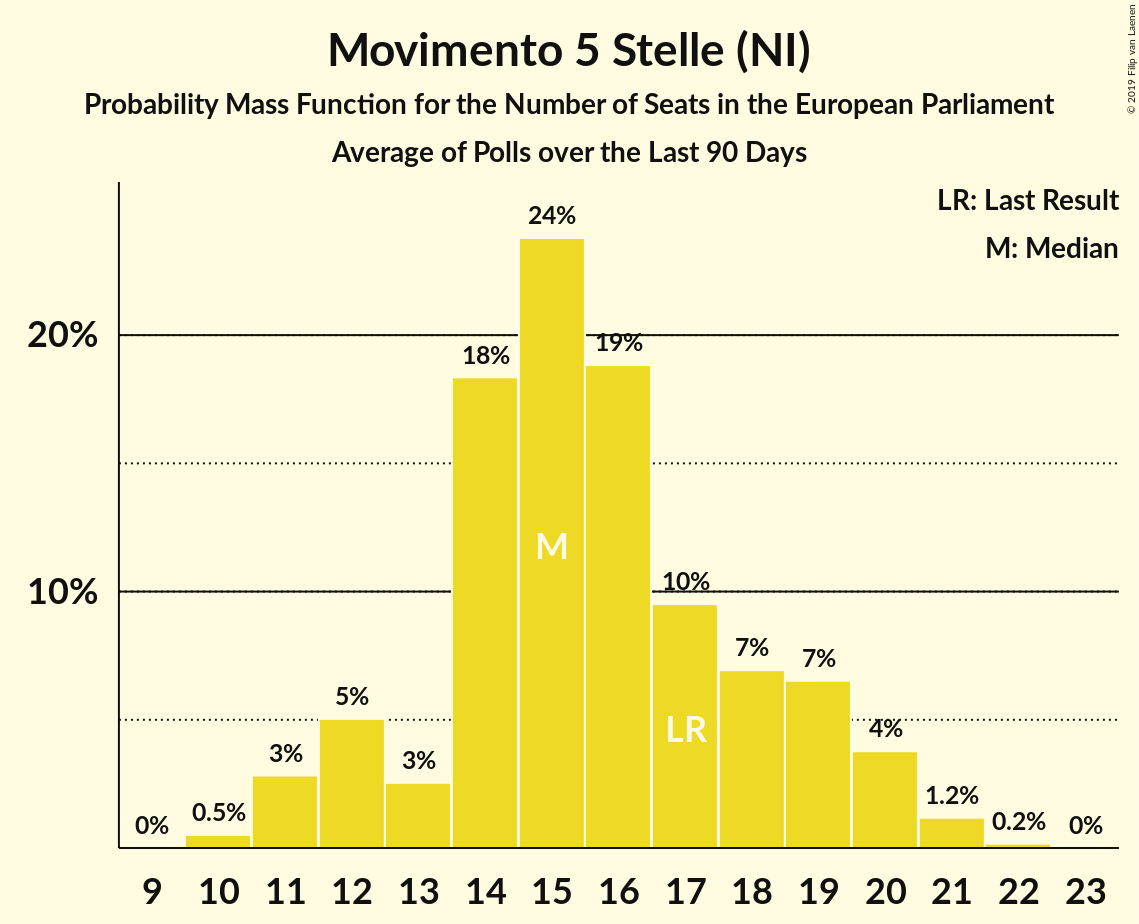 Movimento 5 Stelle (NI)
Probability Mass Function for the Number of Seats in the European Parliament
Average of Polls over the Last 90 Days
© 2019 Filip van Laenen
LR: Last Result
M: Median
24%
20%
19%
18%
M
10%
10%
7%
7%
LR
5%
4%
3%
3%
1.2%
0.5%
0.2%
0%
0%
9 10 11 12 13 14 15 16 17 18 19 20 21 22 23